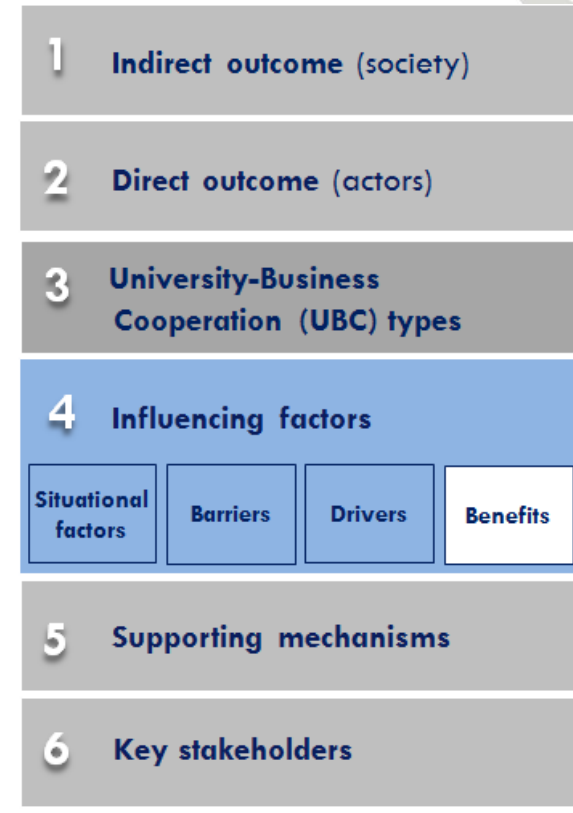 1 Indirect outcome (society)
2 Direct outcome (actors)
3 University-Business
Cooperation (UBC) types
4 Influencing factors
Situational
factors
Barriers
Drivers
Benefits
5 Supporting mechanisms
6 Key stakeholders